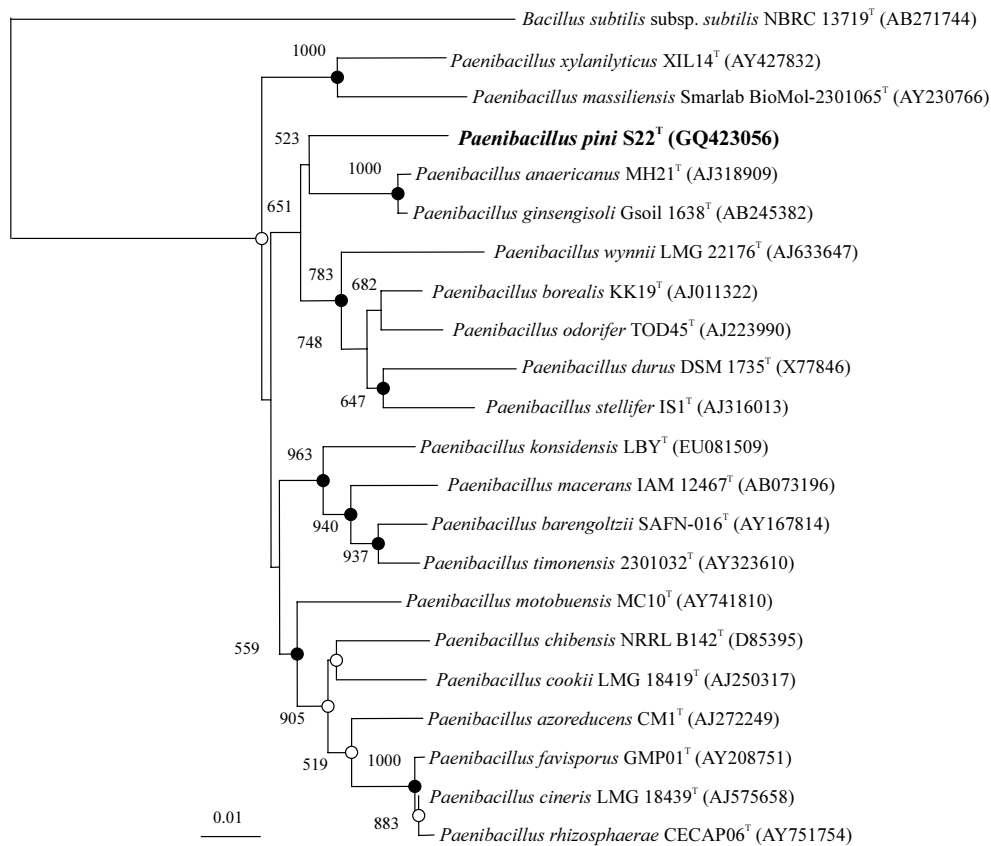 Bacillus subtilis subsp. subtilis NBRC 13719T (AB271744)
1000
Paenibacillus xylanilyticus XIL14T (AY427832)
Paenibacillus massiliensis Smarlab BioMol-2301065T (AY230766)
523
Paenibacillus pini S22T (GQ423056)
1000
Paenibacillus anaericanus MH21T (AJ318909)
651
Paenibacillus ginsengisoli Gsoil 1638T (AB245382)
Paenibacillus wynnii LMG 22176T (AJ633647)
783
682
Paenibacillus borealis KK19T (AJ011322)
Paenibacillus odorifer TOD45T (AJ223990)
748
Paenibacillus durus DSM 1735T (X77846)
647
Paenibacillus stellifer IS1T (AJ316013)
Paenibacillus konsidensis LBYT (EU081509)
963
Paenibacillus macerans IAM 12467T (AB073196)
940
Paenibacillus barengoltzii SAFN-016T (AY167814)
937
Paenibacillus timonensis 2301032T (AY323610)
Paenibacillus motobuensis MC10T (AY741810)
559
Paenibacillus chibensis NRRL B142T (D85395)
Paenibacillus cookii LMG 18419T (AJ250317)
905
Paenibacillus azoreducens CM1T (AJ272249)
519
1000
Paenibacillus favisporus GMP01T (AY208751)
Paenibacillus cineris LMG 18439T (AJ575658)
883
0.01
Paenibacillus rhizosphaerae CECAP06T (AY751754)